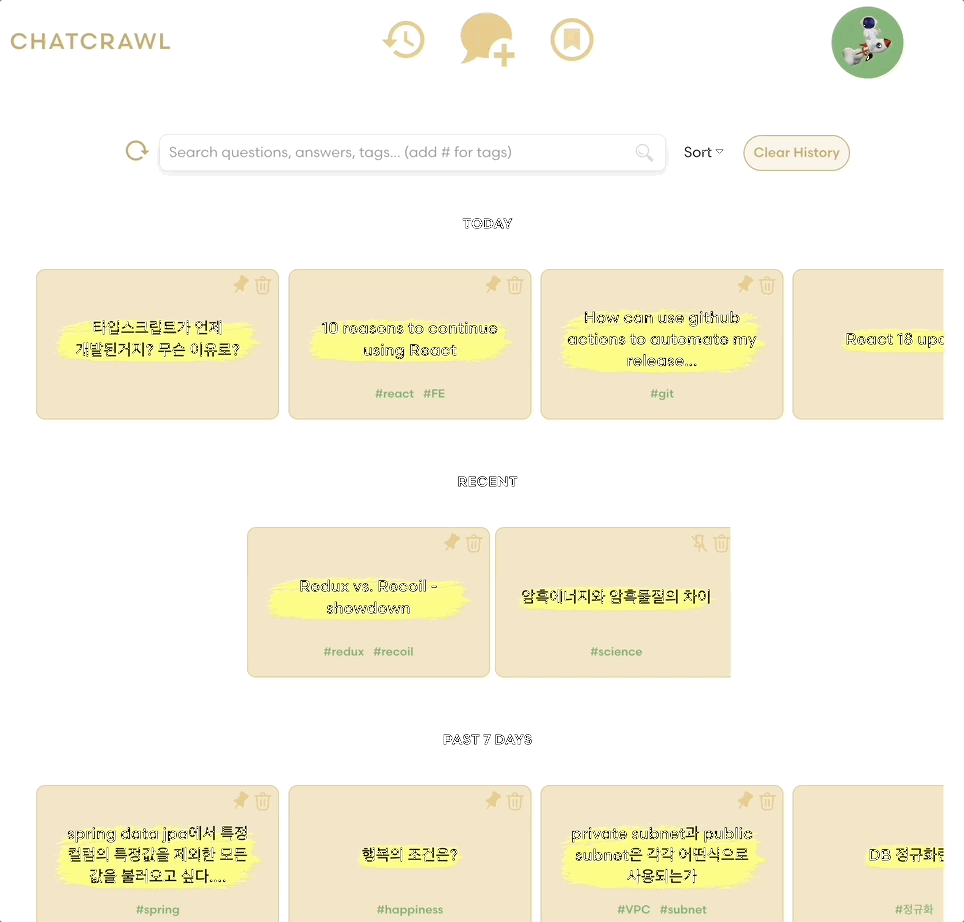 CHATCRAWL
Search questions, answers, tags... (add # for tags)
Sort
Clear History
TODAY
타입스크립트가 언제
개발된거지? 무슨 이유로?
10 reasons to continue
using React
#react #FE
How can use github
actions to automate my
release...
#git
React 18
RECENT
Redux vs. Recoil -
showdown
#redux #recoil
암흑에너지와 암흑물질의 차이
#science
PAST 7 DAYS
spring data jpa에서 특정
컬럼의 특정값을 제외한 모든
값을 불러오고 싶다....
#spring
행복의 조건은?
#happiness
private subnet과 public
subnet은 각각 어떤식으로
사용되는가
#VPC #subnet
DB
#정규화